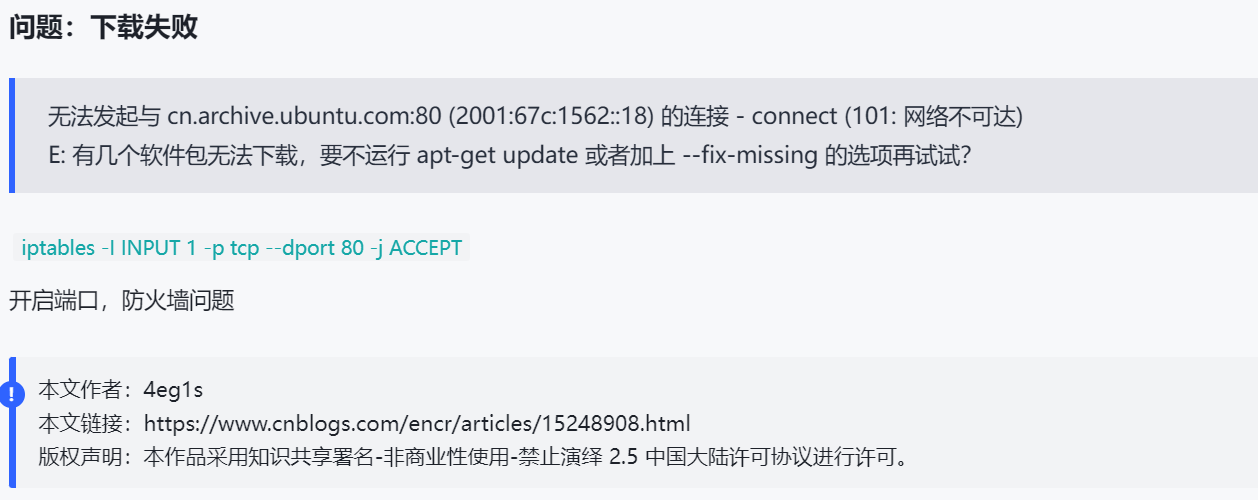 问题：下载失败
无法发起与 cn.archive.ubuntu.com:80 (2001:67c:1562::18) 的连接 - connect (101: 网络不可达)
E: 有几个软件包无法下载，要不运行 apt-get update 或者加上 --fix-missing 的选项再试试？
iptables -I INPUT 1 -p tcp --dport 80 -j ACCEPT
开启端口，防火墙问题
本文作者：4eg1s
本文链接：https://www.cnblogs.com/encr/articles/15248908.html
版权声明：本作品采用知识共享署名-非商业性使用-禁止演绎 2.5 中国大陆许可协议进行许可。